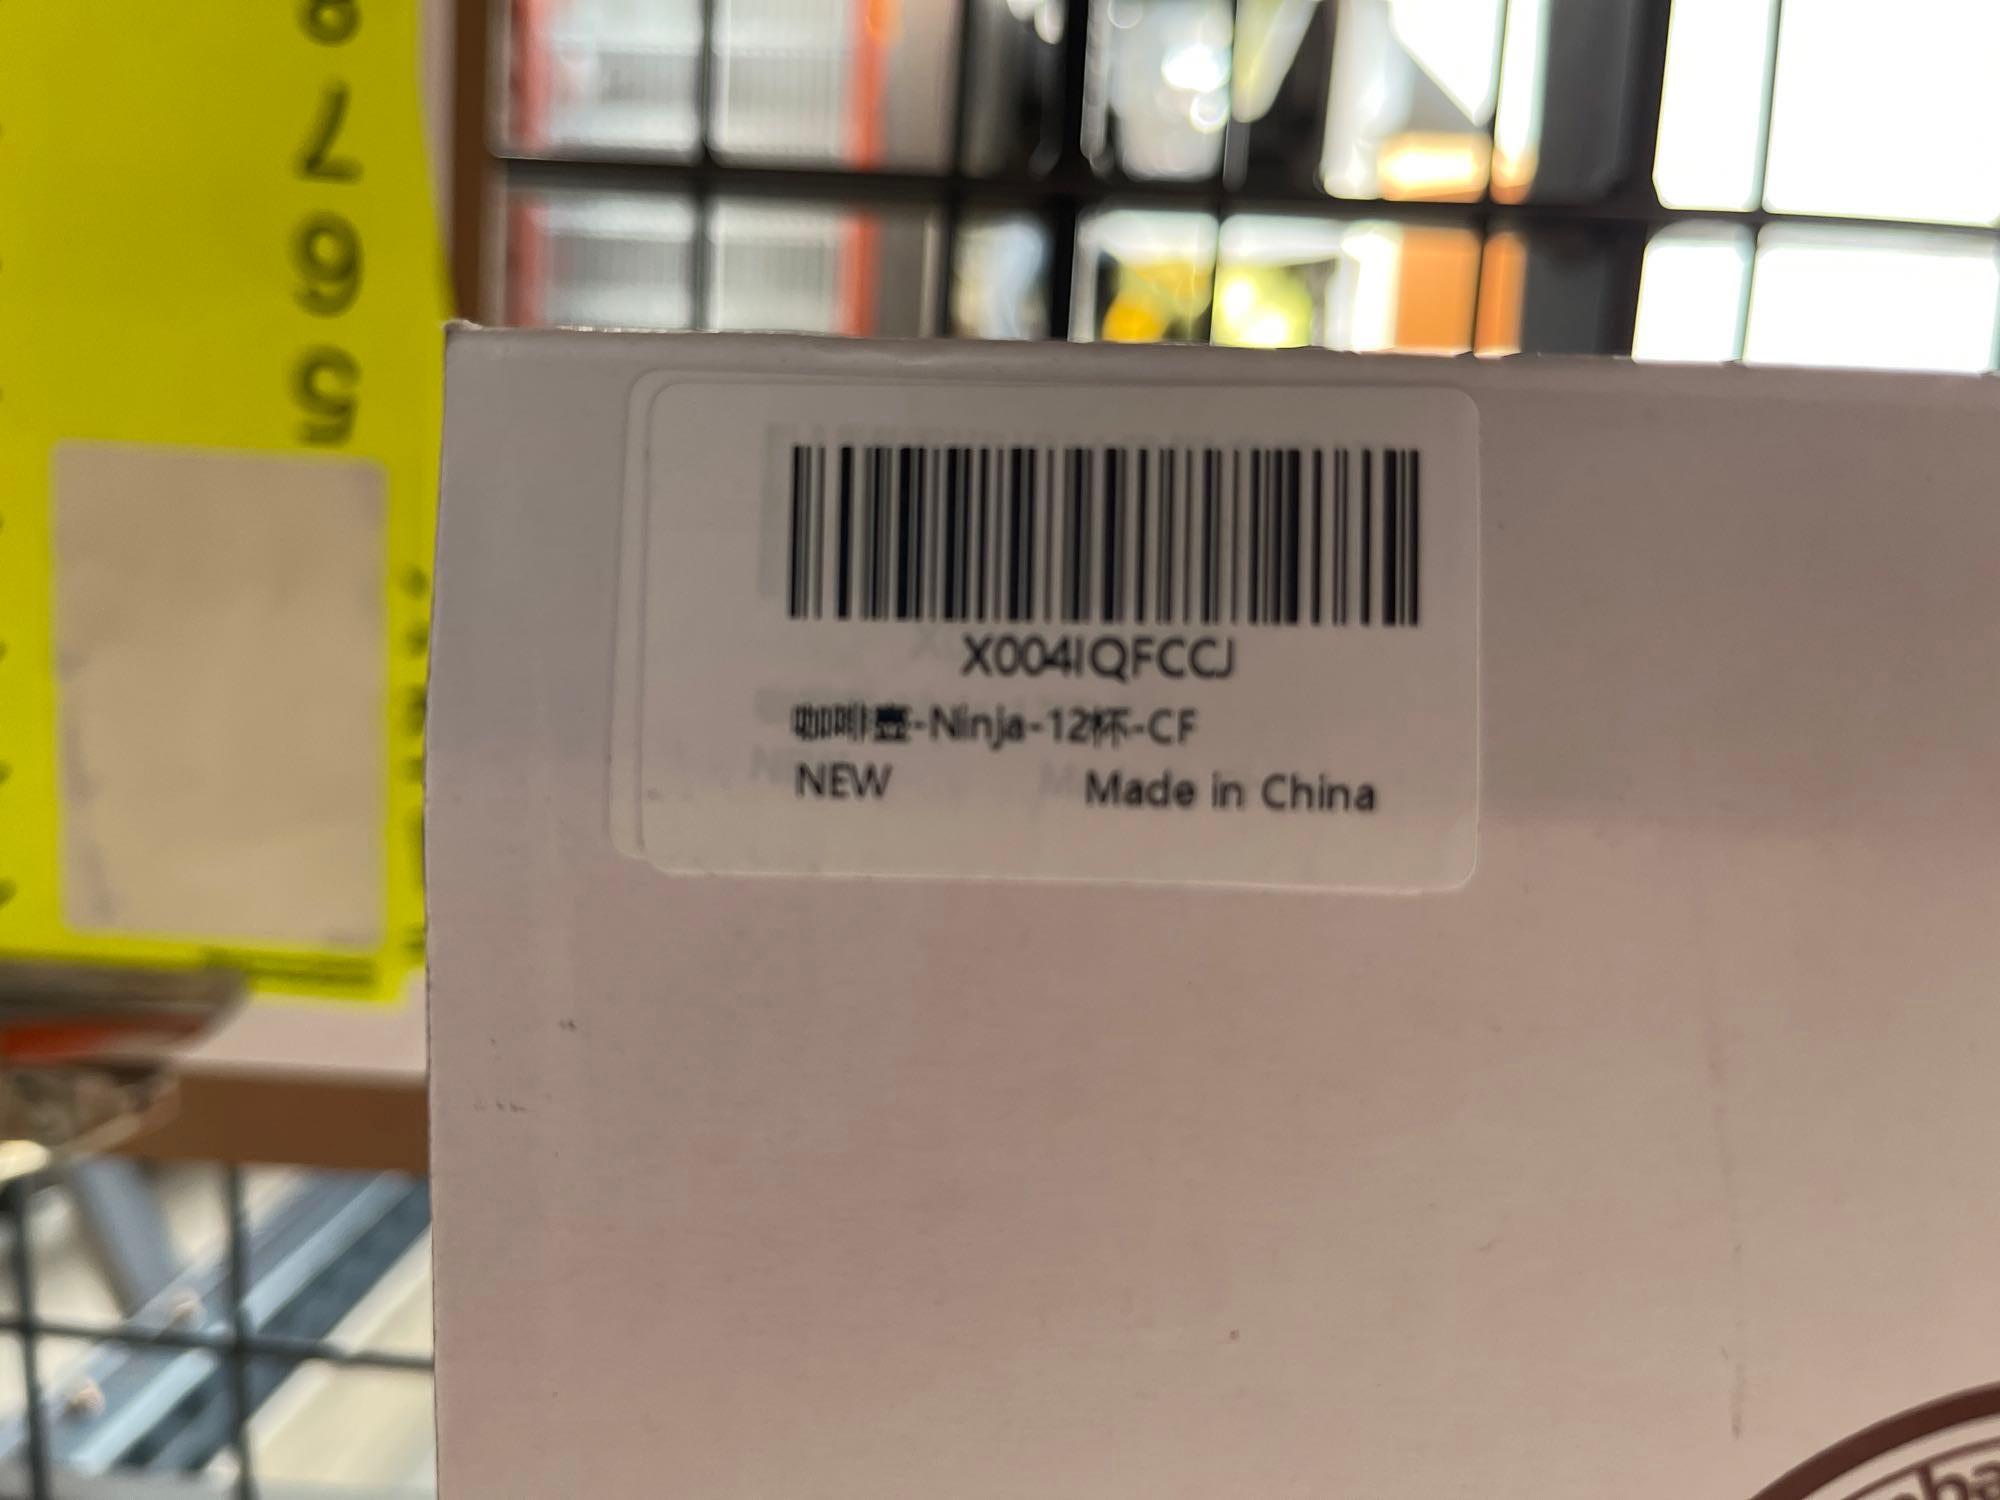 X004IQFCCJ
咖啡壶-Ninja-12杯-CF
NEW Made in China